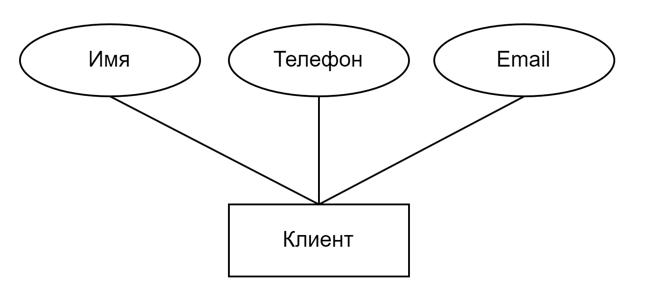 Имя
Телефон
Email
Клиент